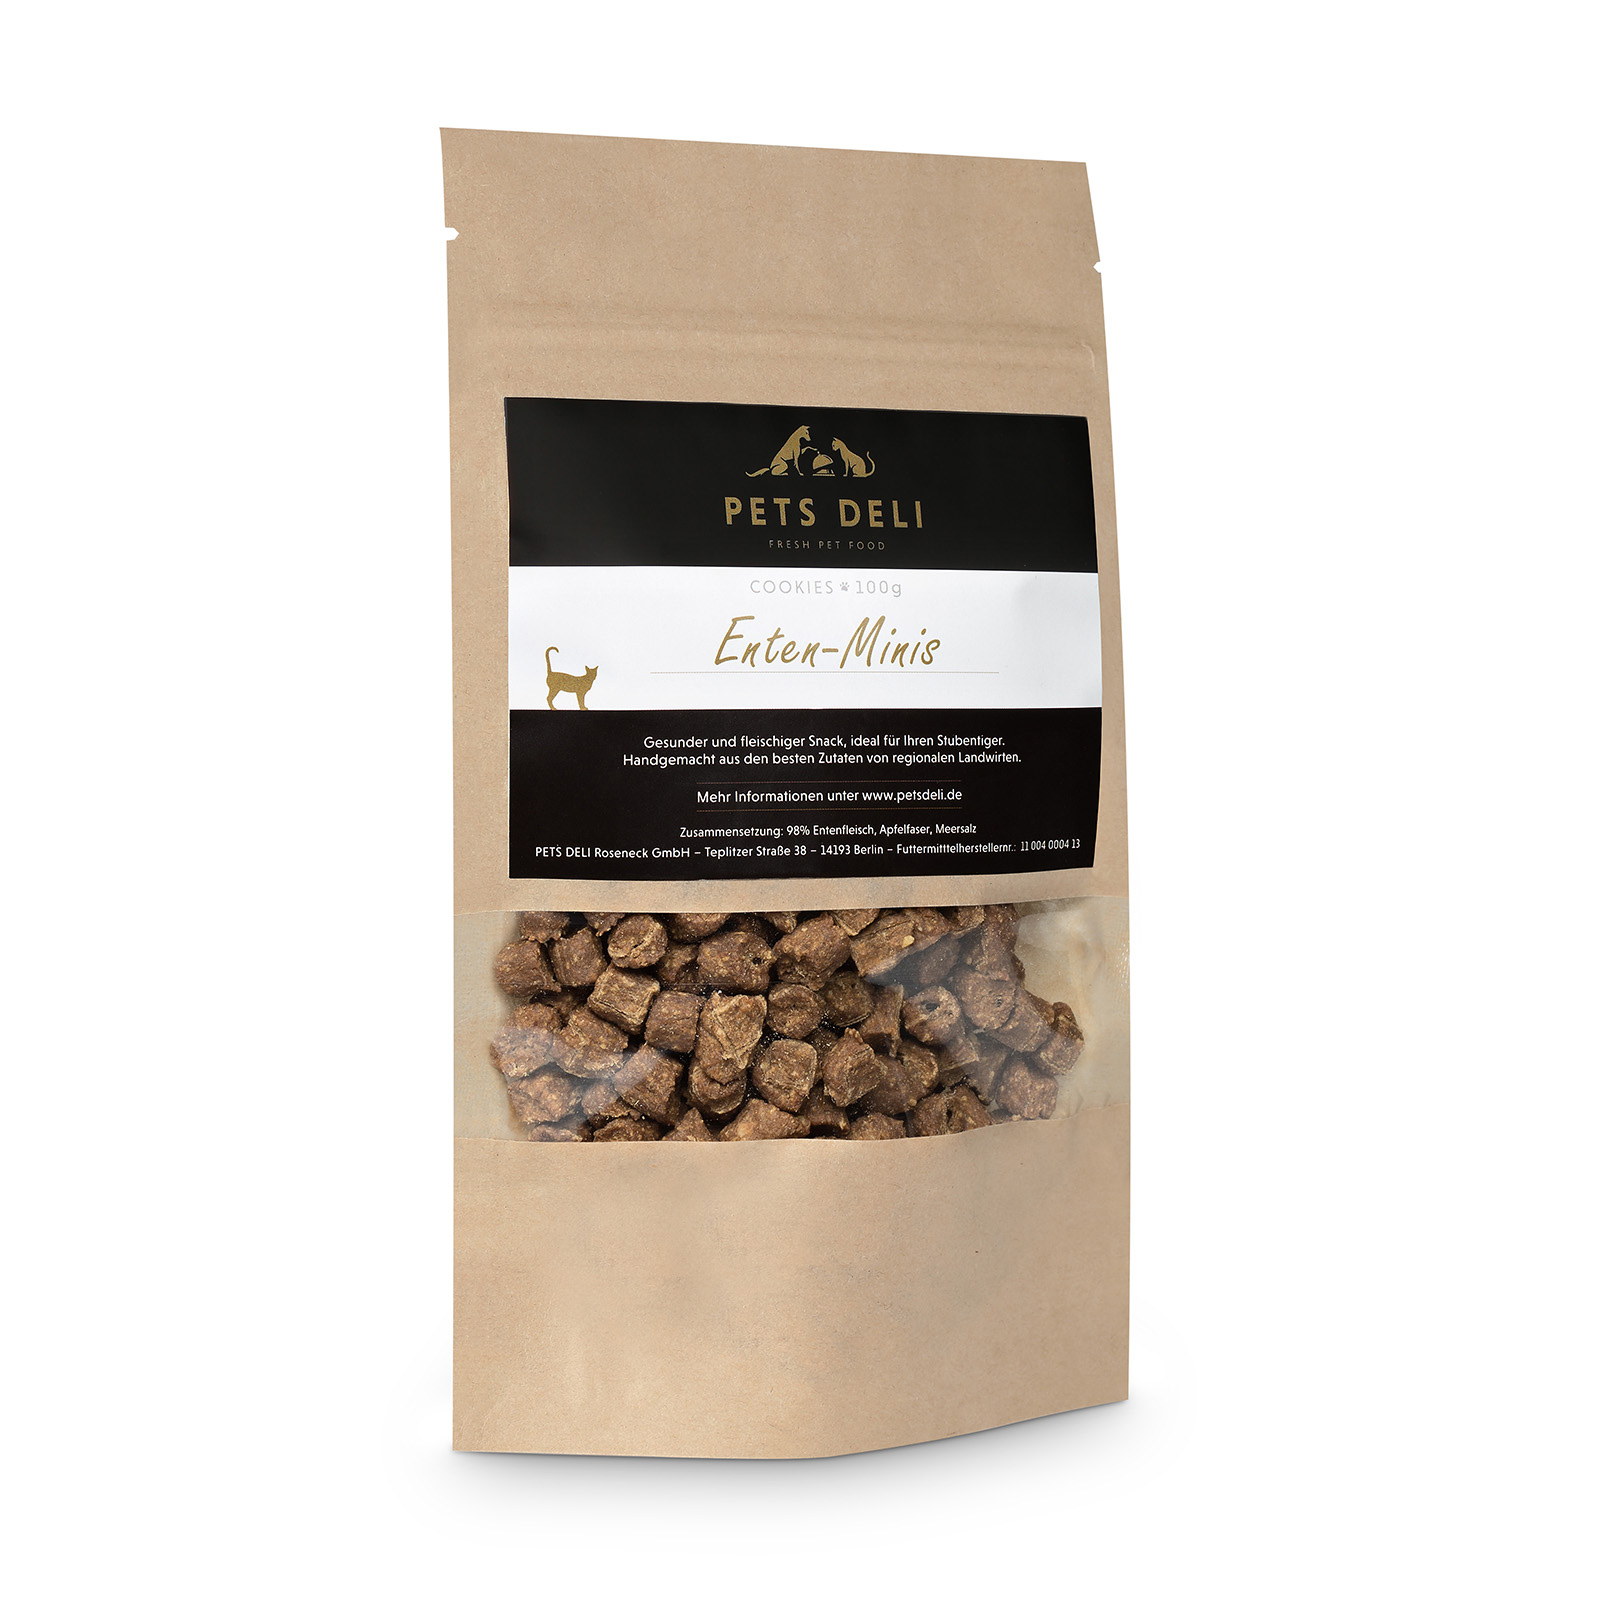 PETS DELI
FRESH PET FOOD
COOKIES 100g
Enten-Minis
Gesunder und fleischiger Snack, ideal für Ihren Stubentiger.
Handgemacht aus den besten Zutaten von regionalen Landwirten.
Mehr Informationen unter www.petsdeli.de
Zusammensetzung: 98% Entenfleisch, Apfelfaser, Meersalz
PETS DELI Roseneck GmbH – Teplitzer Straße 38 – 14193 Berlin – Futtermitttelherstellernr.: 11 004 0004 13